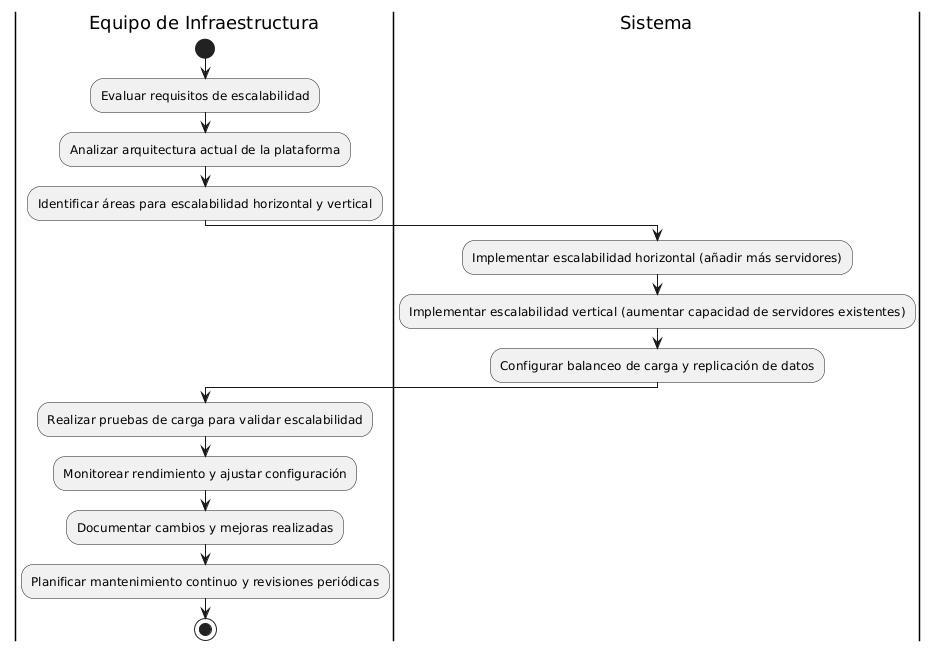 Equipo de Infraestructura
Sistema
Evaluar requisitos de escalabilidad
Analizar arquitectura actual de la plataforma
Identificar áreas para escalabilidad horizontal y vertical
Implementar escalabilidad horizontal (añadir más servidores)
Implementar escalabilidad vertical (aumentar capacidad de servidores existentes)
Configurar balanceo de carga y replicación de datos
Realizar pruebas de carga para validar escalabilidad
Monitorear rendimiento y ajustar configuración
Documentar cambios y mejoras realizadas
Planificar mantenimiento continuo y revisiones periódicas